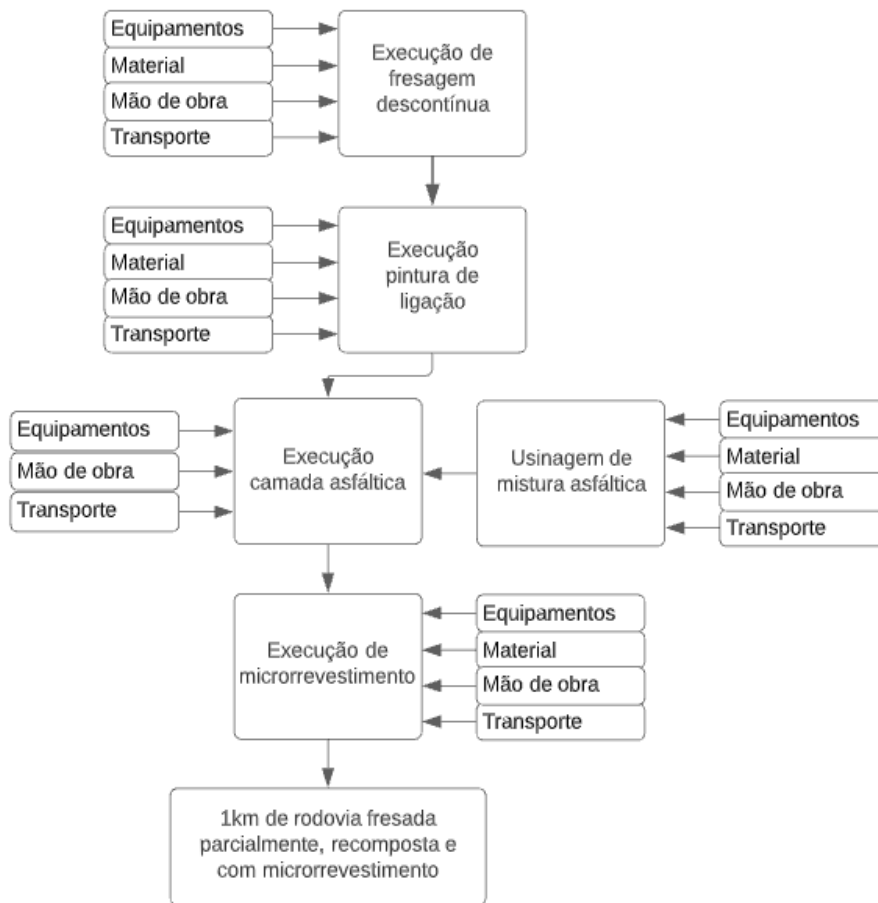 Equipamentos
Material
Mão de obra
Transporte
Execução de
fresagem
descontínua
Equipamentos
Material
Mão de obra
Transporte
Execução
pintura de
ligação
Equipamentos
Mão de obra
Transporte
Execução
camada asfáltica
Usinagem de
mistura asfáltica
Equipamentos
Material
Mão de obra
Transporte
Execução de
microrrevestimento
Equipamentos
Material
Mão de obra
Transporte
1km de rodovia fresada
parcialmente, recomposta e
com microrrevestimento